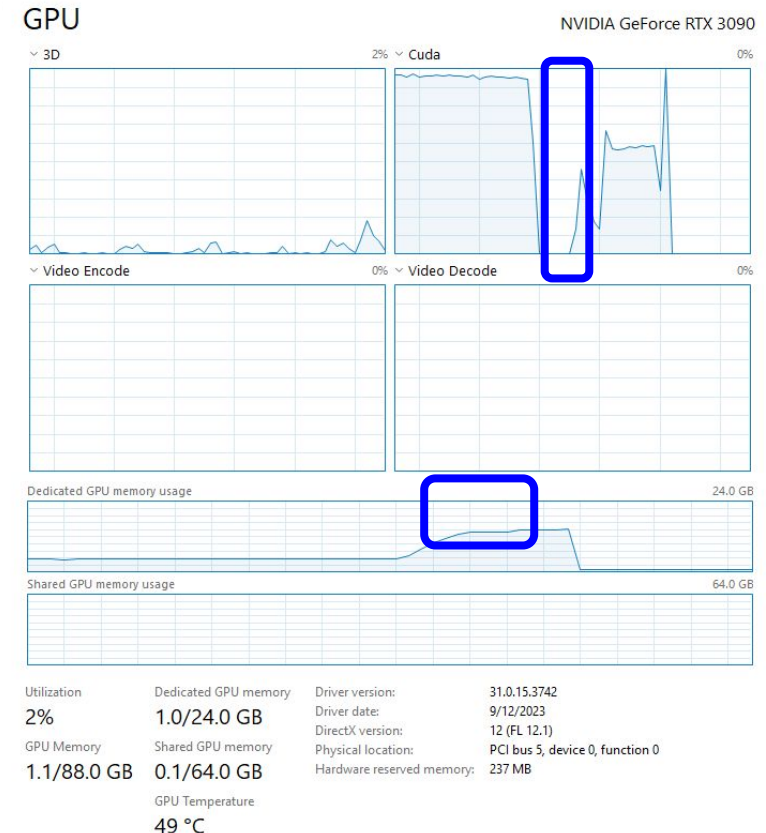 GPU NVIDIA GeForce RTX 3090
3D 2% Cuda 0%
Video Encode 0% Video Decode 0%
Dedicated GPU memory usage 24.0 GB
Shared GPU memory usage 64.0 GB
Utilization Dedicated GPU memory Driver version: 31.0.15.3742
2% 1.0/24.0 GB Driver date: 9/12/2023
DirectX version: 12 (FL 12.1)
GPU Memory Shared GPU memory Physical location: PCI bus 5, device 0, function 0
1.1/88.0 GB 0.1/64.0 GB Hardware reserved memory: 237 MB
GPU Temperature
49 °C